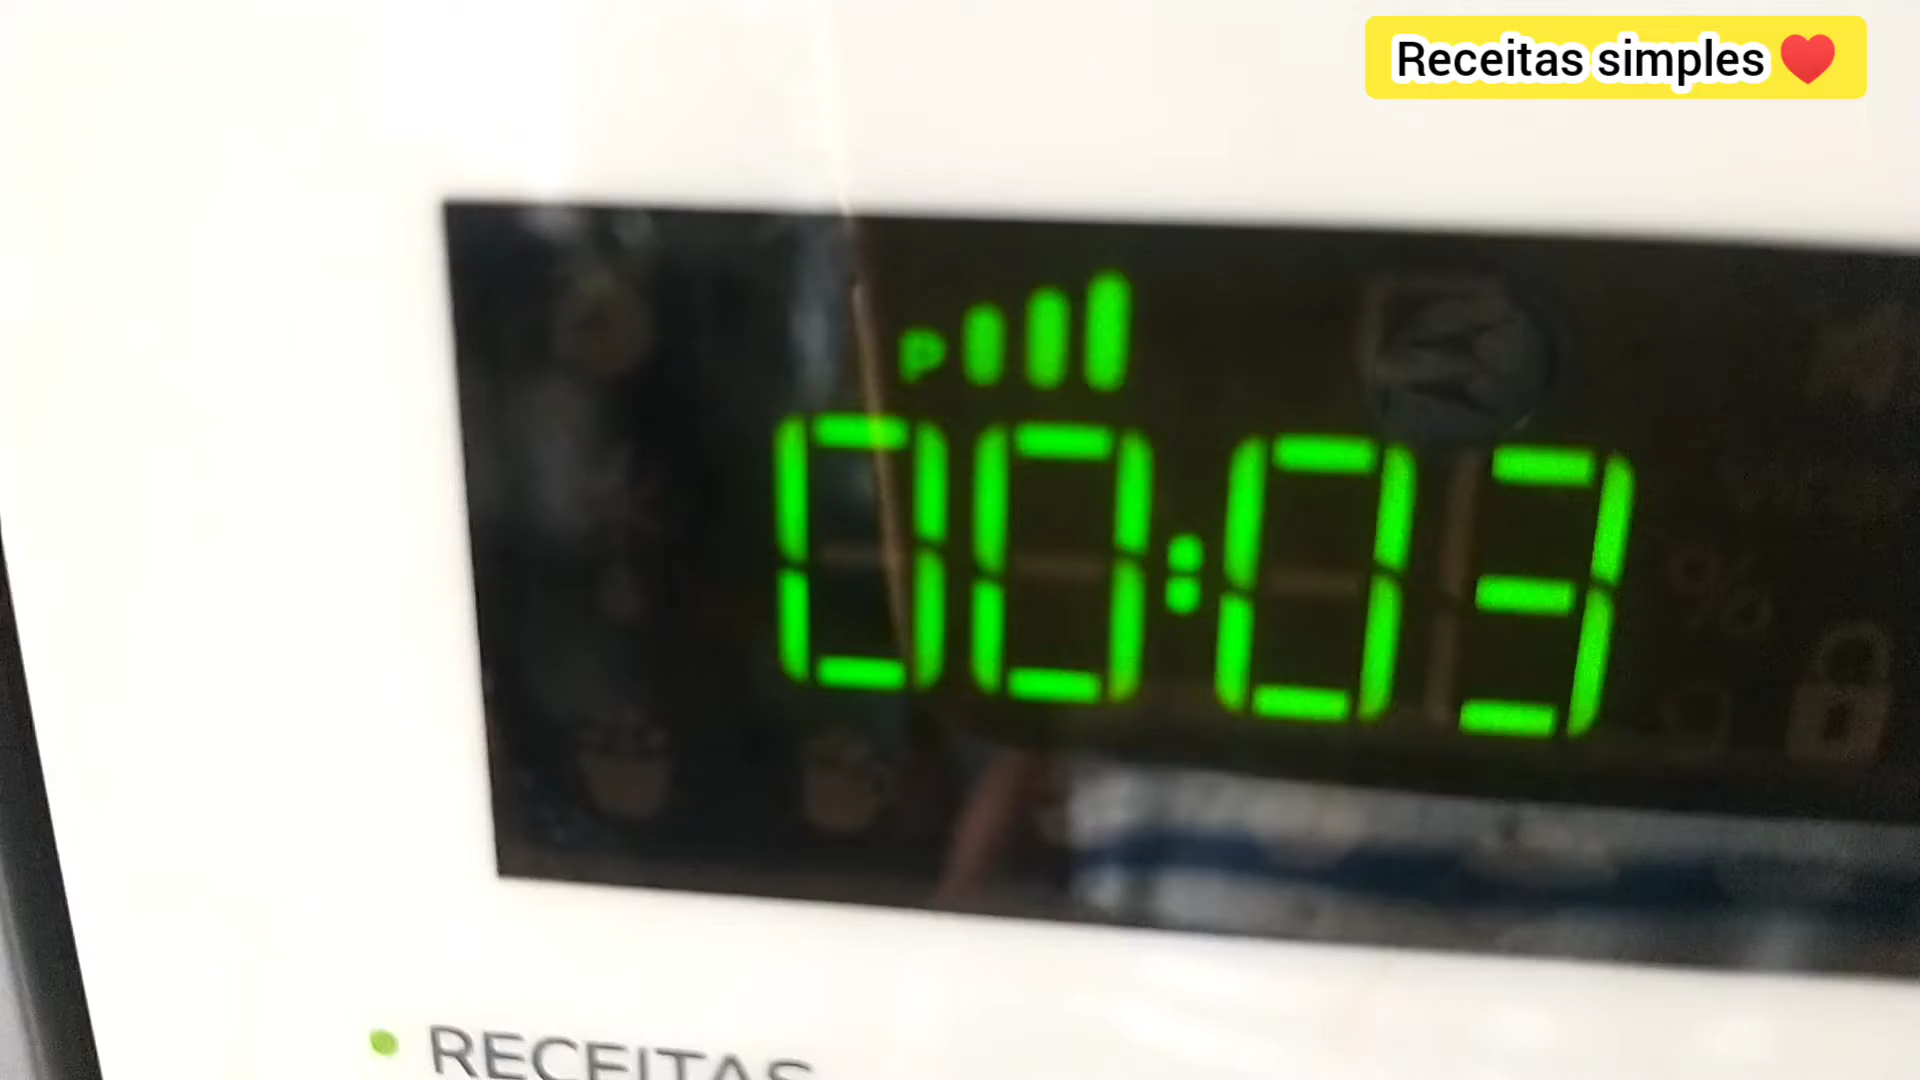 Receitas simples ❤️
P
00:03
%
RECEITAS